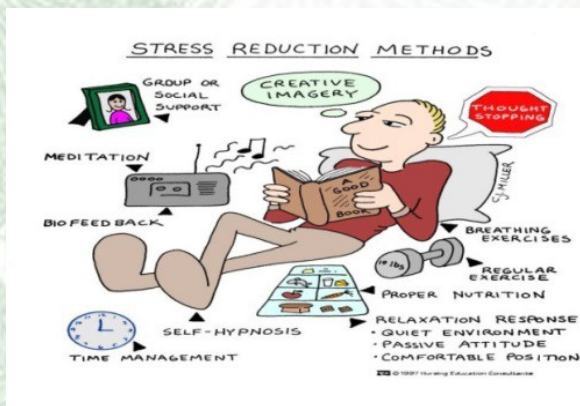 STRESS REDUCTION METHODS
GROUP OR
SOCIAL
SUPPORT
CREATIVE
IMAGERY
THOUGHT
STOPPING
MEDITATION
A
GOOD
BOOK
CJ MILLER
BIOFEEDBACK
BREATHING
EXERCISES
10 lbs
REGULAR
EXERCISE
PROPER NUTRITION
SELF-HYPNOSIS
RELAXATION RESPONSE
• QUIET ENVIRONMENT
• PASSIVE ATTITUDE
• COMFORTABLE POSITION
TIME MANAGEMENT
© 1997 Nursing Education Consultants